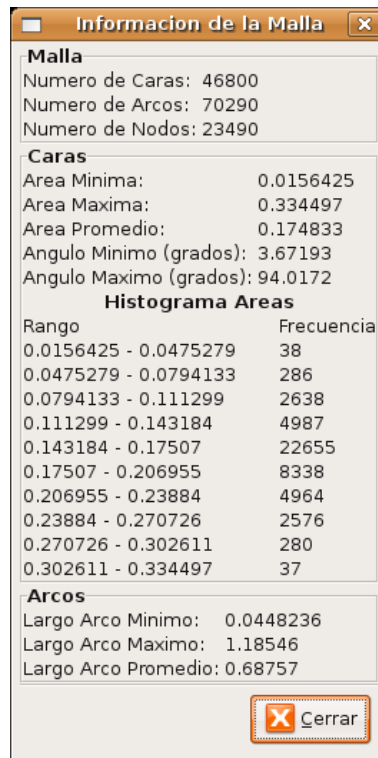 Informacion de la Malla
Malla
Numero de Caras: 46800
Numero de Arcos: 70290
Numero de Nodos: 23490
Caras
Area Minima: 0.0156425
Area Maxima: 0.334497
Area Promedio: 0.174833
Angulo Minimo (grados): 3.67193
Angulo Maximo (grados): 94.0172
Histograma Areas
Rango Frecuencia
0.0156425 - 0.0475279 38
0.0475279 - 0.0794133 286
0.0794133 - 0.111299 2638
0.111299 - 0.143184 4987
0.143184 - 0.17507 22655
0.17507 - 0.206955 8338
0.206955 - 0.23884 4964
0.23884 - 0.270726 2576
0.270726 - 0.302611 280
0.302611 - 0.334497 37
Arcos
Largo Arco Minimo: 0.0448236
Largo Arco Maximo: 1.18546
Largo Arco Promedio: 0.68757
Cerrar